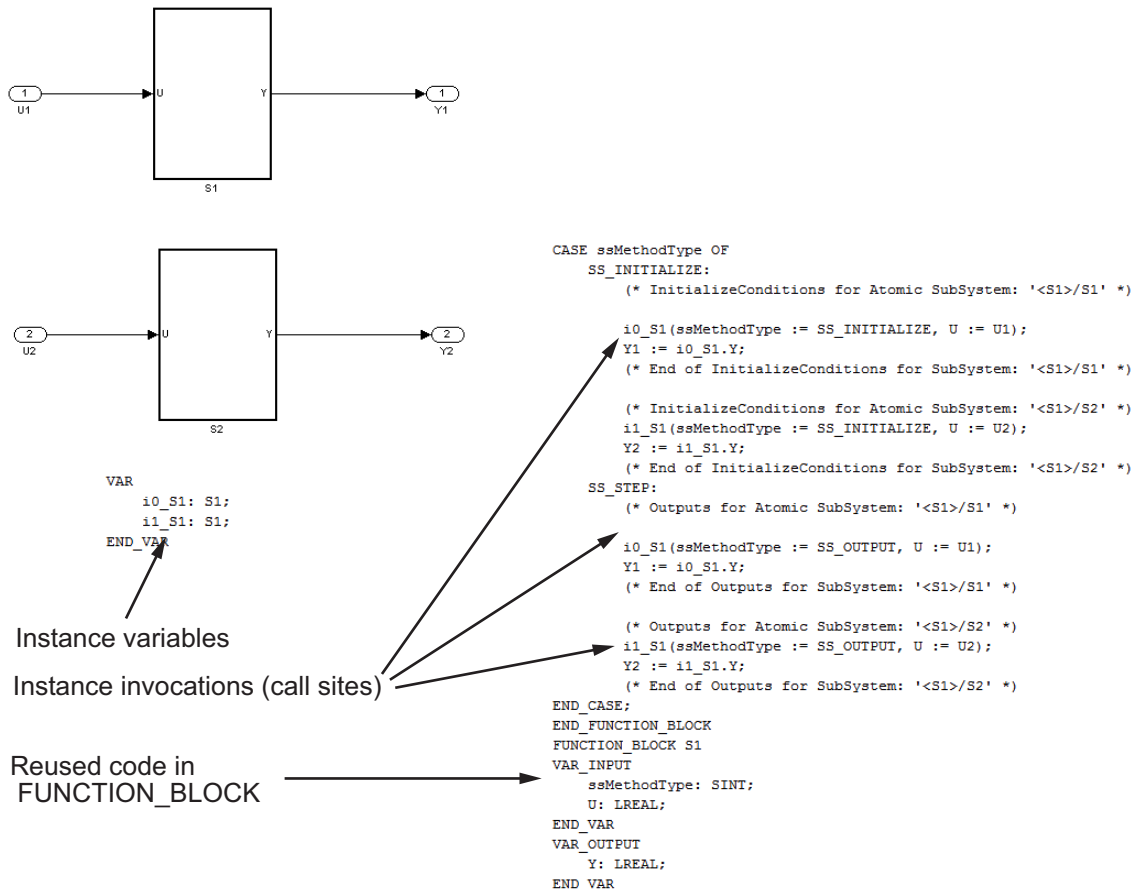 1
U1
U
Y
S1
1
Y1
2
U2
U
Y
S2
2
Y2
VAR
i0_S1: S1;
i1_S1: S1;
END_VAR
Instance variables
Instance invocations (call sites)
Reused code in
FUNCTION_BLOCK
CASE ssMethodType OF
SS_INITIALIZE:
(* InitializeConditions for Atomic SubSystem: '<S1>/S1' *)
i0_S1(ssMethodType := SS_INITIALIZE, U := U1);
Y1 := i0_S1.Y;
(* End of InitializeConditions for SubSystem: '<S1>/S1' *)
(* InitializeConditions for Atomic SubSystem: '<S1>/S2' *)
i1_S1(ssMethodType := SS_INITIALIZE, U := U2);
Y2 := i1_S1.Y;
(* End of InitializeConditions for SubSystem: '<S1>/S2' *)
SS_STEP:
(* Outputs for Atomic SubSystem: '<S1>/S1' *)
i0_S1(ssMethodType := SS_OUTPUT, U := U1);
Y1 := i0_S1.Y;
(* End of Outputs for SubSystem: '<S1>/S1' *)
(* Outputs for Atomic SubSystem: '<S1>/S2' *)
i1_S1(ssMethodType := SS_OUTPUT, U := U2);
Y2 := i1_S1.Y;
(* End of Outputs for SubSystem: '<S1>/S2' *)
END_CASE;
END_FUNCTION_BLOCK
FUNCTION_BLOCK S1
VAR_INPUT
ssMethodType: SINT;
U: LREAL;
END_VAR
VAR_OUTPUT
Y: LREAL;
END_VAR